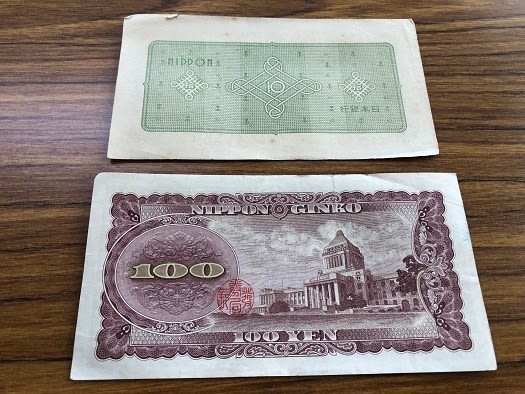 NIPPON
10
日本銀行
NIPPON GINKO
100
100 YEN